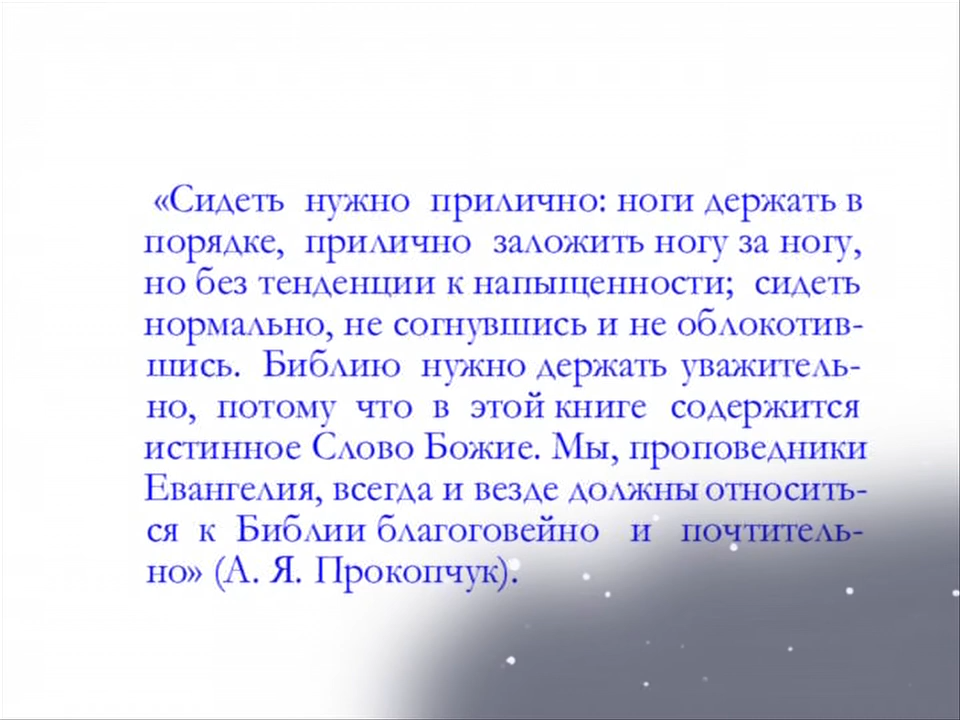 «Сидеть нужно прилично: ноги держать в
порядке, прилично заложить ногу за ногу,
но без тенденции к напыщенности; сидеть
нормально, не согнувшись и не облокотив-
шись. Библию нужно держать уважитель-
но, потому что в этой книге содержится
истинное Слово Божие. Мы, проповедники
Евангелия, всегда и везде должны относить-
ся к Библии благоговейно и почтитель-
но» (А. Я. Прокопчук).